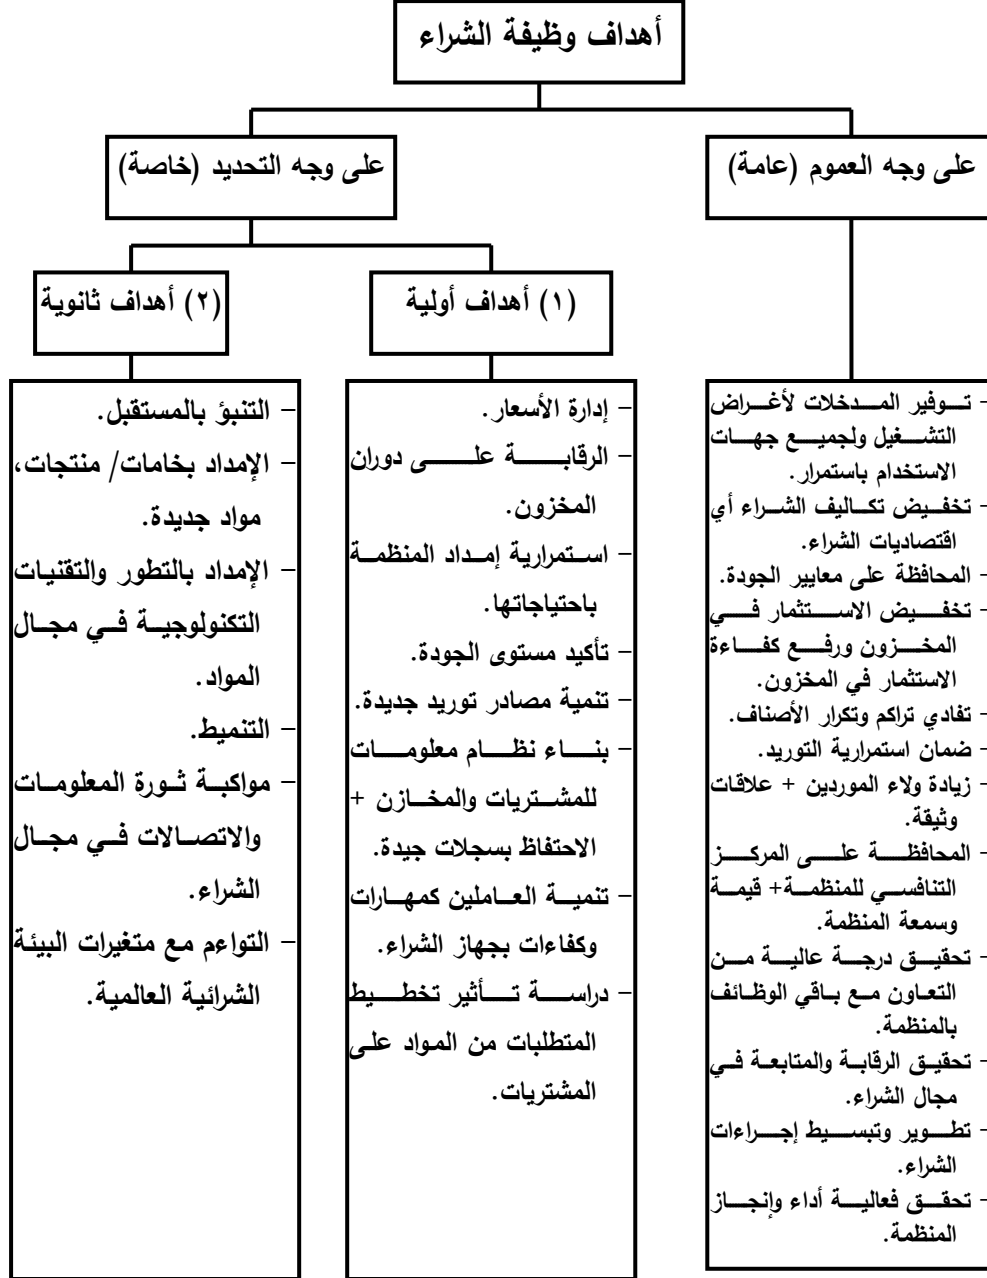 أهداف وظيفة الشراء
على وجه العموم (عامة)
على وجه التحديد (خاصة)
(١) أهداف أولية
(٢) أهداف ثانوية
– توفير المدخلات لأغراض
التشغيل ولجميع جهات
الاستخدام باستمرار.
– تخفيض تكاليف الشراء أي
اقتصاديات الشراء.
– المحافظة على معايير الجودة.
– تخفيض الاستثمار في
المخزون ورفع كفاءة
الاستثمار في المخزون.
– تفادي تراكم وتكرار الأصناف.
– ضمان استمرارية التوريد.
– زيادة ولاء الموردين + علاقات
وثيقة.
– المحافظة على المركز
التنافسي للمنظمة+ قيمة
وسمعة المنظمة.
– تحقيق درجة عالية من
التعاون مع باقي الوظائف
بالمنظمة.
– تحقيق الرقابة والمتابعة في
مجال الشراء.
– تطوير وتبسيط إجراءات
الشراء.
– تحقق فعالية أداء وإنجاز
المنظمة.
– إدارة الأسعار.
– الرقابة على دوران
المخزون.
– استمرارية إمداد المنظمة
باحتياجاتها.
– تأكيد مستوى الجودة.
– تنمية مصادر توريد جديدة.
– بناء نظام معلومات
للمشتريات والمخازن +
الاحتفاظ بسجلات جيدة.
– تنمية العاملين كمهارات
وكفاءات بجهاز الشراء.
– دراسة تأثير تخطيط
المتطلبات من المواد على
المشتريات.
– التنبؤ بالمستقبل.
– الإمداد بخامات/ منتجات،
مواد جديدة.
– الإمداد بالتطور والتقنيات
التكنولوجية في مجال
المواد.
– التنميط.
– مواكبة ثورة المعلومات
والاتصالات في مجال
الشراء.
– التواءم مع متغيرات البيئة
الشرائية العالمية.